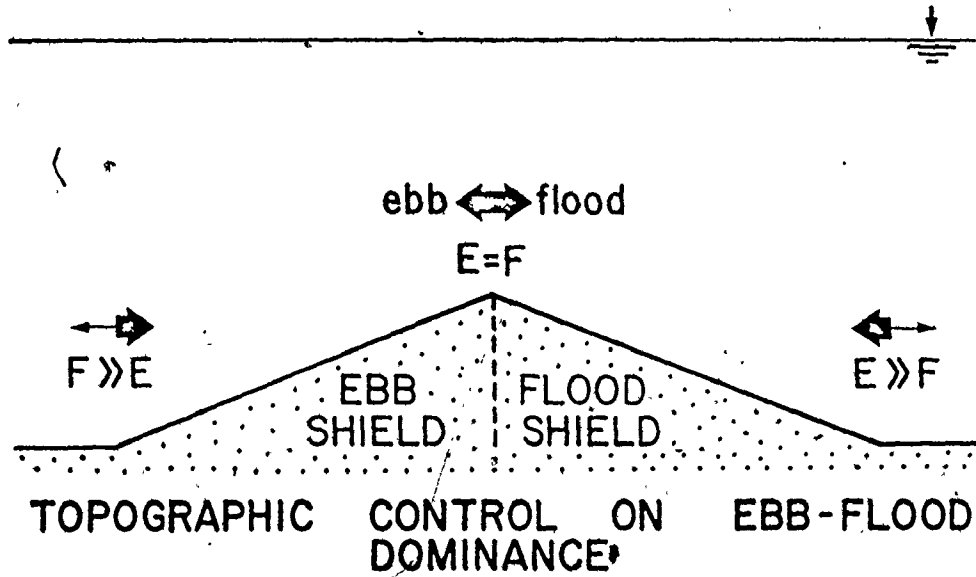 ebb flood
E=F
F≫E
E≫F
EBB SHIELD
FLOOD SHIELD
TOPOGRAPHIC CONTROL ON EBB-FLOOD
DOMINANCE